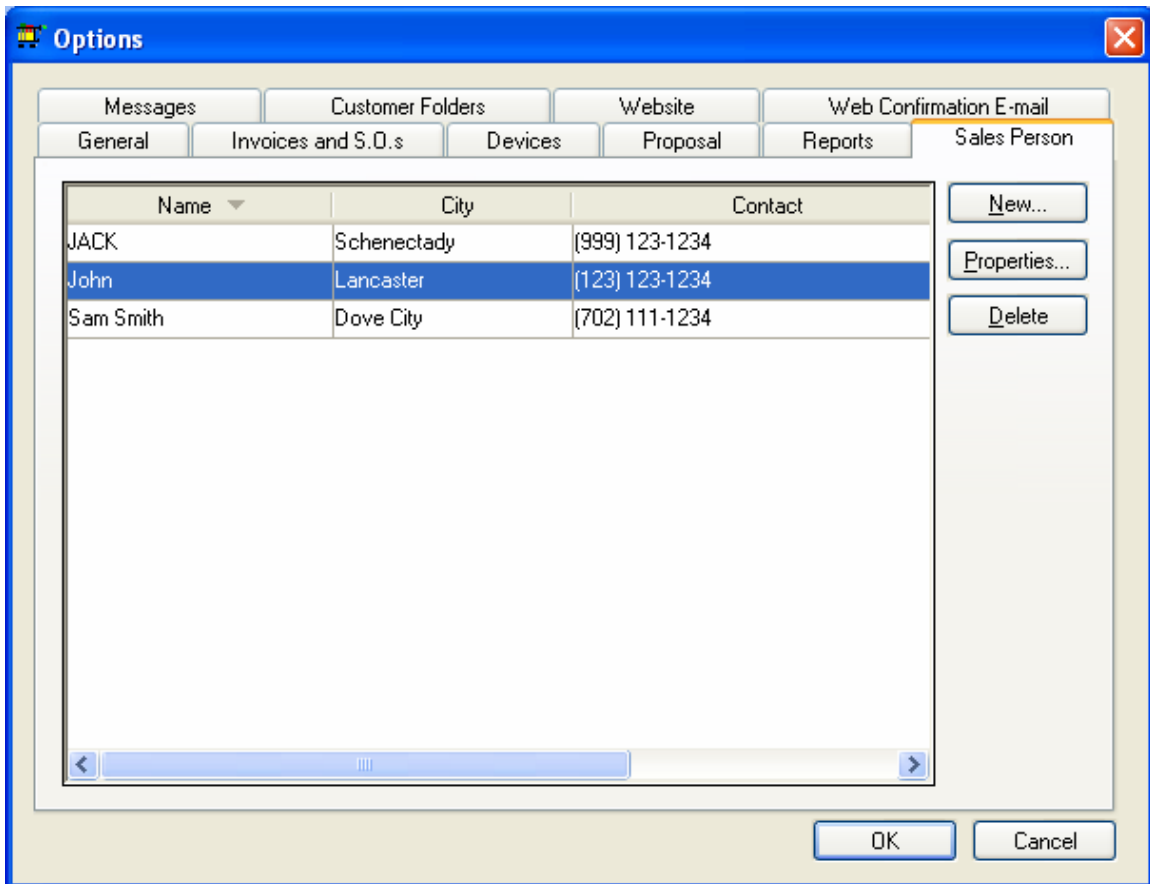 Options
Messages Customer Folders Website Web Confirmation E-mail
General Invoices and S.O.s Devices Proposal Reports Sales Person
Name City Contact New...
JACK Schenectady (999) 123-1234
John Lancaster (123) 123-1234 Properties...
Sam Smith Dove City (702) 111-1234 Delete
OK Cancel